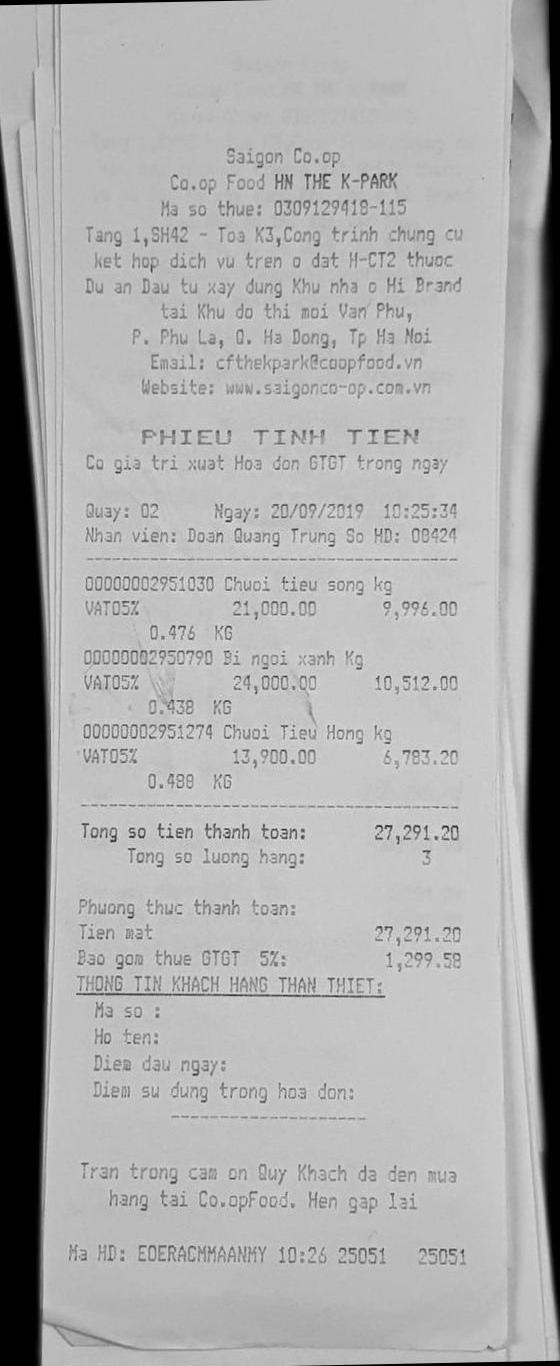 Saigon Co.op
Co.op Food HN THE K-PARK
Ma so thue: 0309129418-115
Tang 1,SH42 - Toa K3,Cong trinh chung cu
ket hop dich vu tren o dat H-CT2 thuoc
Du an Dau tu xay dung Khu nha o Hi Brand
tai Khu do thi moi Van Phu,
P. Phu La, Q. Ha Dong, Tp Ha Noi
Email: cfthekpark@coopfood.vn
Website: www.saigonco-op.com.vn
PHIEU TINH TIEN
Co gia tri xuat Hoa don GTGT trong ngay
Quay: 02 Ngay: 20/09/2019 10:25:34
Nhan vien: Doan Quang Trung So HD: 08424
00000002951030 Chuoi tieu song kg
VAT05% 21,000.00 9,996.00
0.476 KG
00000002950790 Bi ngoi xanh Kg
VAT05% 24,000.00 10,512.00
0.438 KG
00000002951274 Chuoi Tieu Hong kg
VAT05% 13,900.00 6,783.20
0.488 KG
Tong so tien thanh toan: 27,291.20
Tong so luong hang: 3
Phuong thuc thanh toan:
Tien mat 27,291.20
Bao gom thue GTGT 5%: 1,299.58
THONG TIN KHACH HANG THAN THIET:
Ma so :
Ho ten:
Diem dau ngay:
Diem su dung trong hoa don:
Tran trong cam on Quy Khach da den mua
hang tai Co.opFood. Hen gap lai
Ma HD: EOERACMMAANMY 10:26 25051 25051